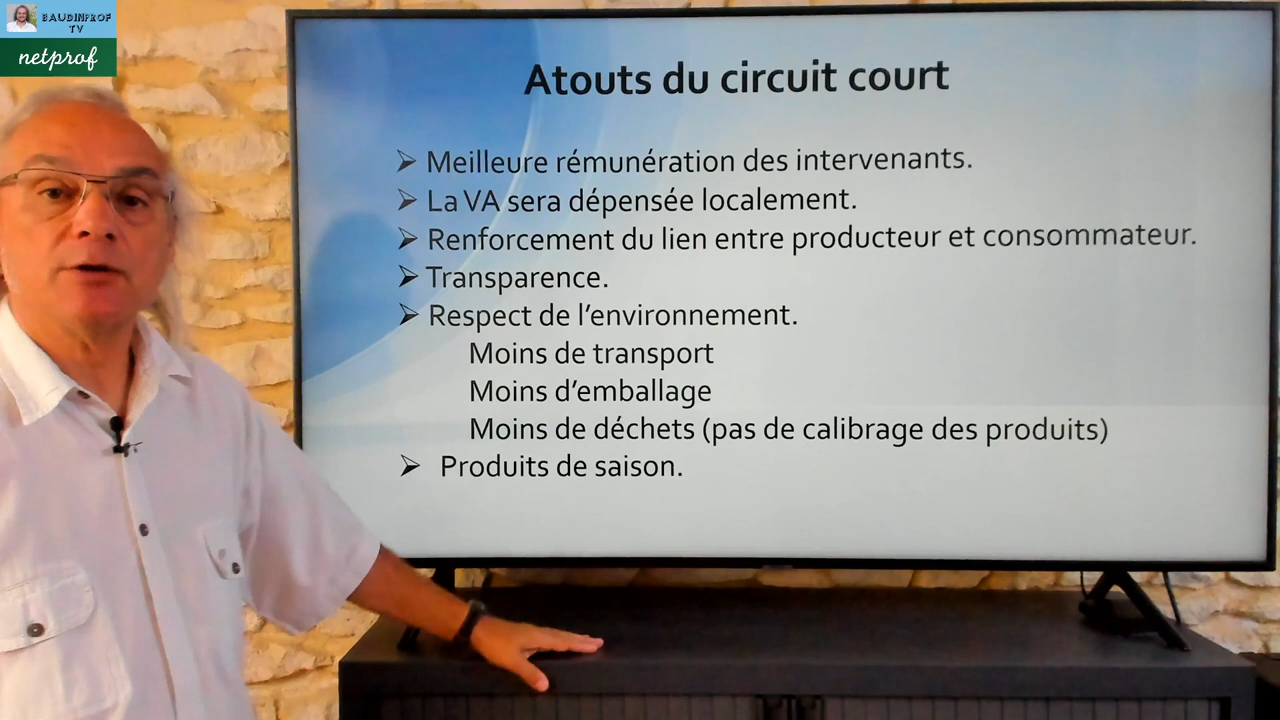 BAUDINPROF
TV
netprof
Atouts du circuit court
Meilleure rémunération des intervenants.
La VA sera dépensée localement.
Renforcement du lien entre producteur et consommateur.
Transparence.
Respect de l'environnement.
Moins de transport
Moins d'emballage
Moins de déchets (pas de calibrage des produits)
Produits de saison.